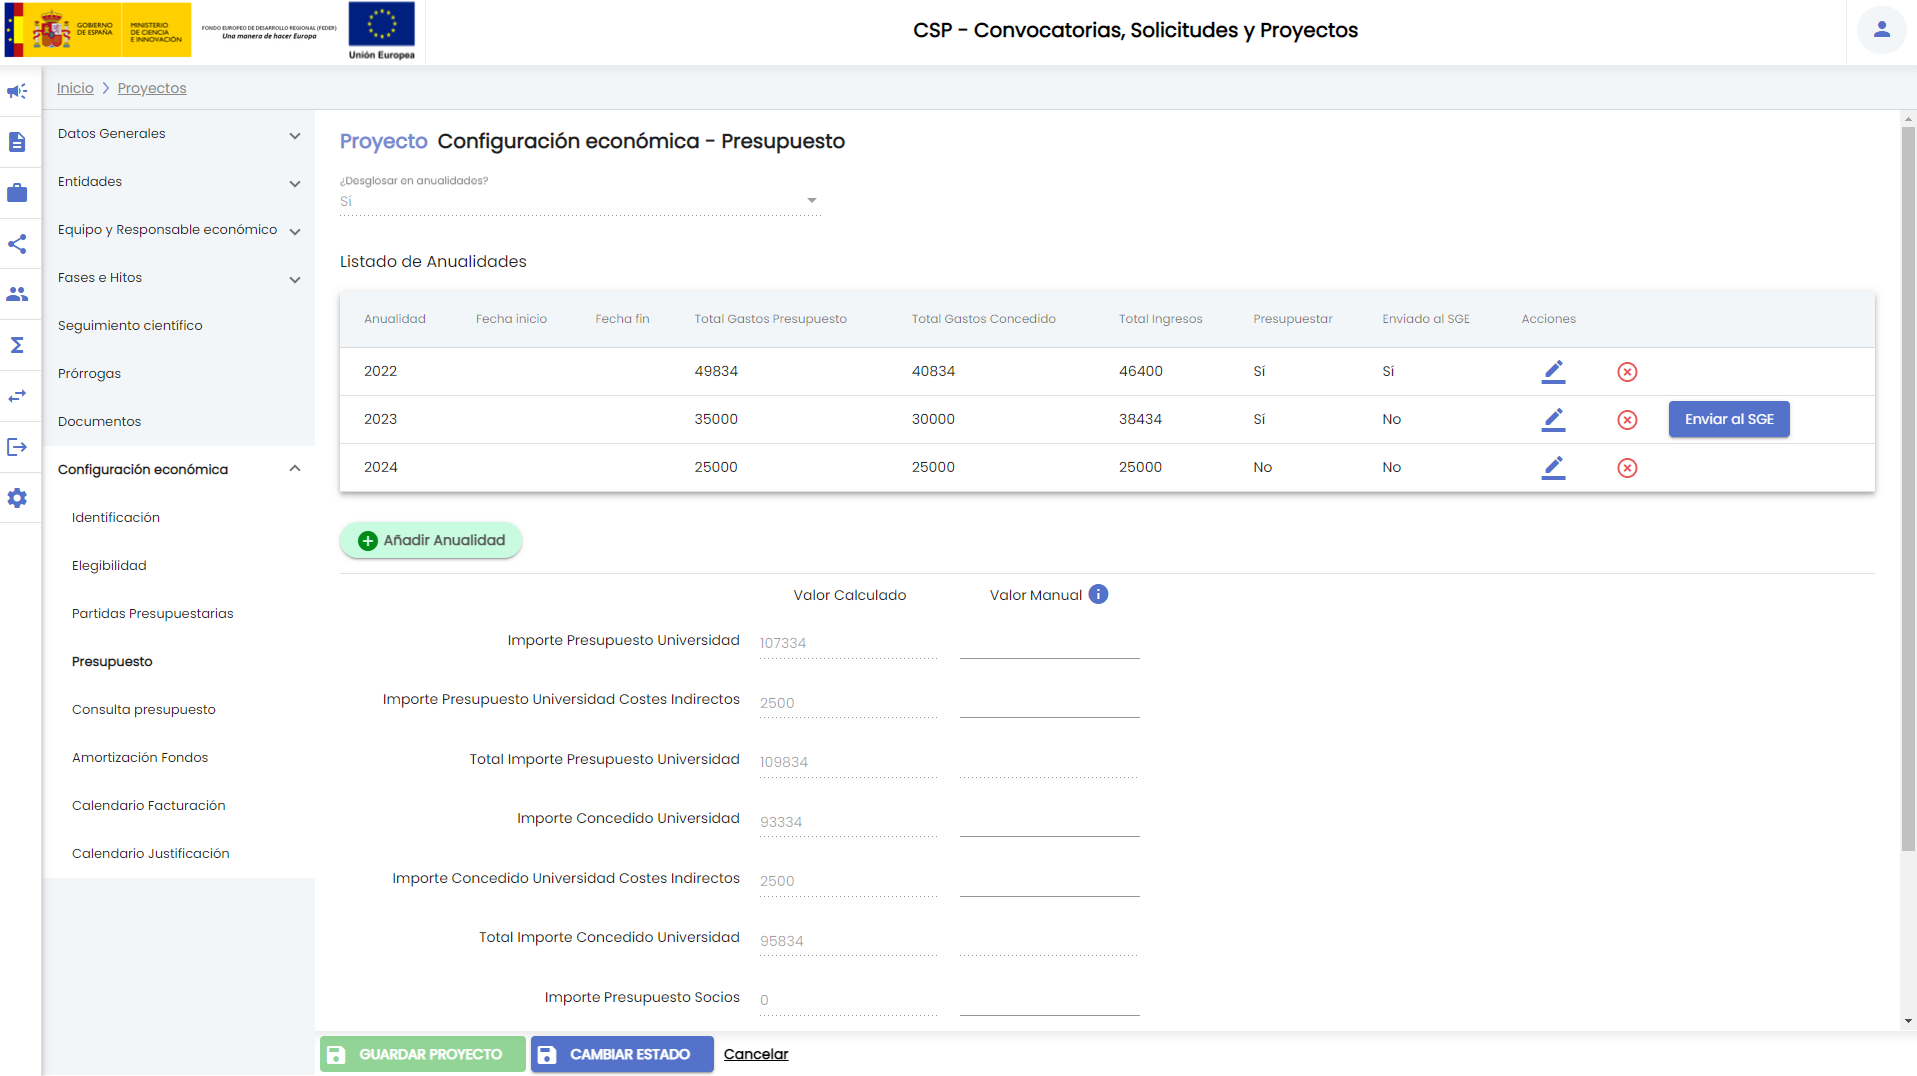 GOBIERNO
DE ESPAÑA
MINISTERIO
DE CIENCIA
E INNOVACIÓN
FONDO EUROPEO DE DESARROLLO REGIONAL (FEDER)
Una manera de hacer Europa
Unión Europea
CSP - Convocatorias, Solicitudes y Proyectos
Inicio > Proyectos
Datos Generales
Entidades
Equipo y Responsable económico
Fases e Hitos
Seguimiento científico
Prórrogas
Documentos
Configuración económica
Identificación
Elegibilidad
Partidas Presupuestarias
Presupuesto
Consulta presupuesto
Amortización Fondos
Calendario Facturación
Calendario Justificación
Proyecto Configuración económica - Presupuesto
¿Desglosar en anualidades?
Sí
Listado de Anualidades
Anualidad Fecha inicio Fecha fin Total Gastos Presupuesto Total Gastos Concedido Total Ingresos Presupuestar Enviado al SGE Acciones
2022 49834 40834 46400 Sí Sí
2023 35000 30000 38434 Sí No Enviar al SGE
2024 25000 25000 25000 No No
Añadir Anualidad
Valor Calculado Valor Manual
Importe Presupuesto Universidad 107334
Importe Presupuesto Universidad Costes Indirectos 2500
Total Importe Presupuesto Universidad 109834
Importe Concedido Universidad 93334
Importe Concedido Universidad Costes Indirectos 2500
Total Importe Concedido Universidad 95834
Importe Presupuesto Socios 0
GUARDAR PROYECTO CAMBIAR ESTADO Cancelar